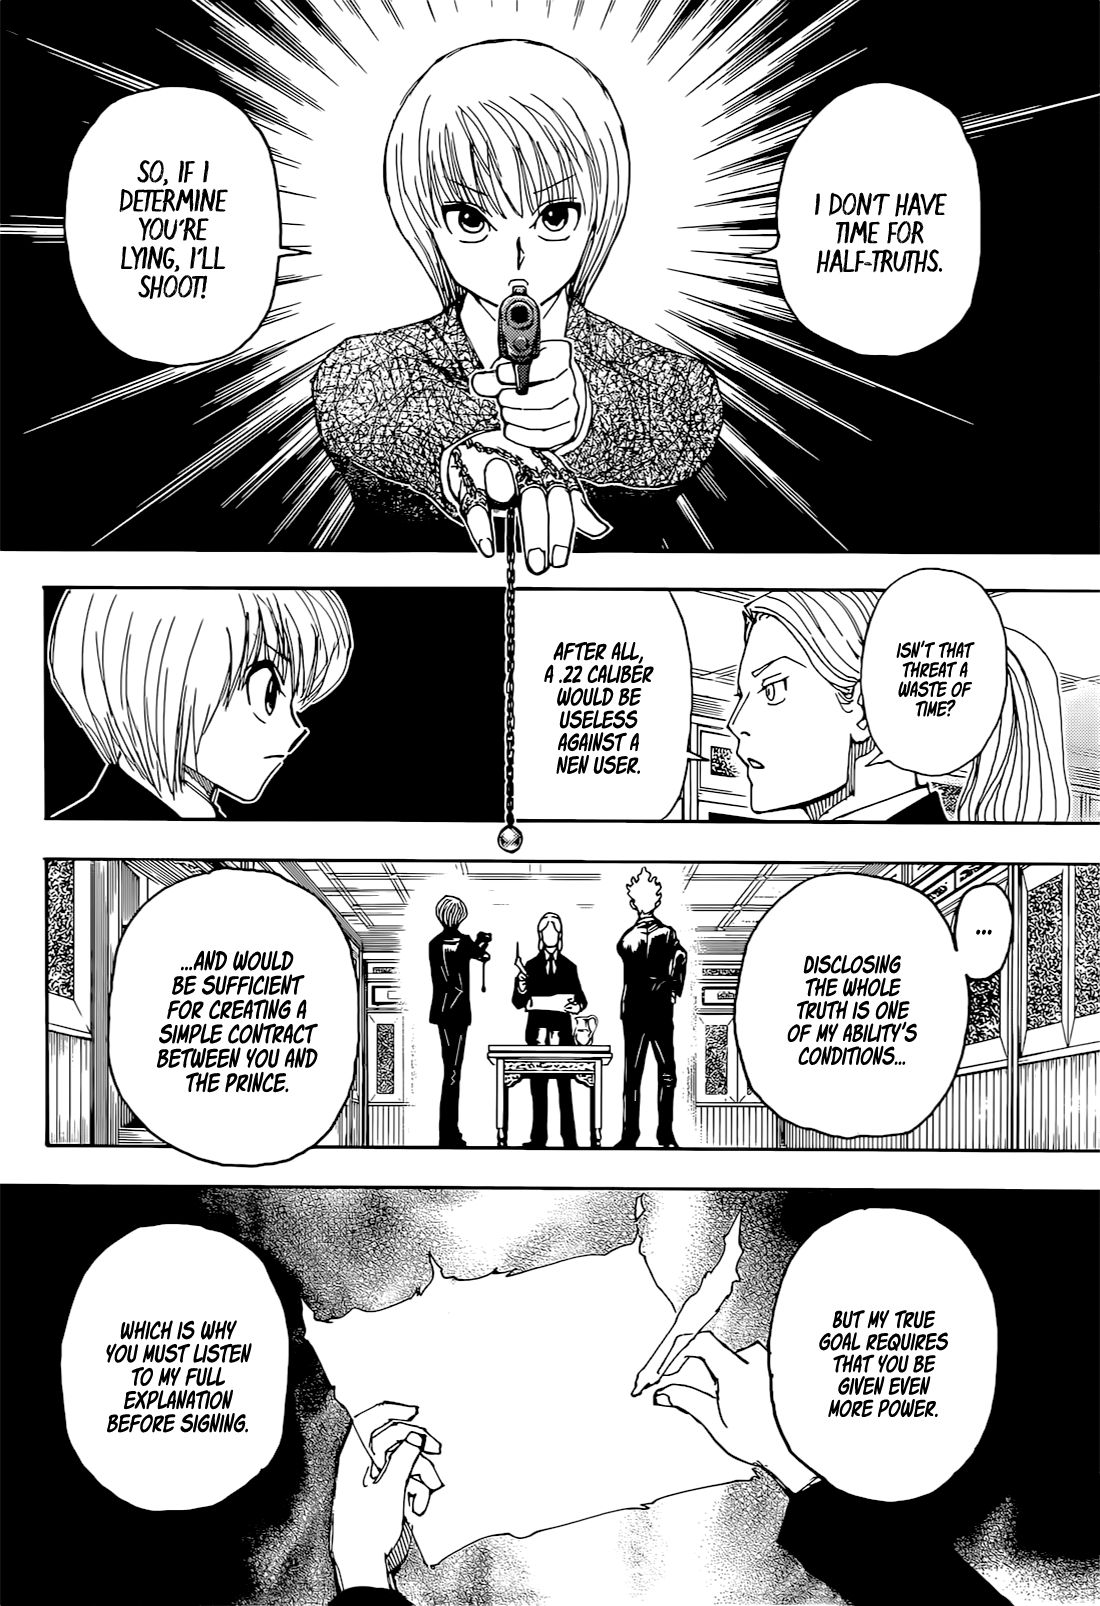 I DON'T HAVE
TIME FOR
HALF-TRUTHS.
SO, IF I
DETERMINE
YOU'RE
LYING, I'LL
SHOOT!
ISN'T THAT
THREAT A
WASTE OF
TIME?
AFTER ALL,
A .22 CALIBER
WOULD BE
USELESS
AGAINST A
NEN USER.
...
DISCLOSING
THE WHOLE
TRUTH IS ONE
OF MY ABILITY'S
CONDITIONS...
...AND WOULD
BE SUFFICIENT
FOR CREATING A
SIMPLE CONTRACT
BETWEEN YOU AND
THE PRINCE.
BUT MY TRUE
GOAL REQUIRES
THAT YOU BE
GIVEN EVEN
MORE POWER.
WHICH IS WHY
YOU MUST LISTEN
TO MY FULL
EXPLANATION
BEFORE SIGNING.